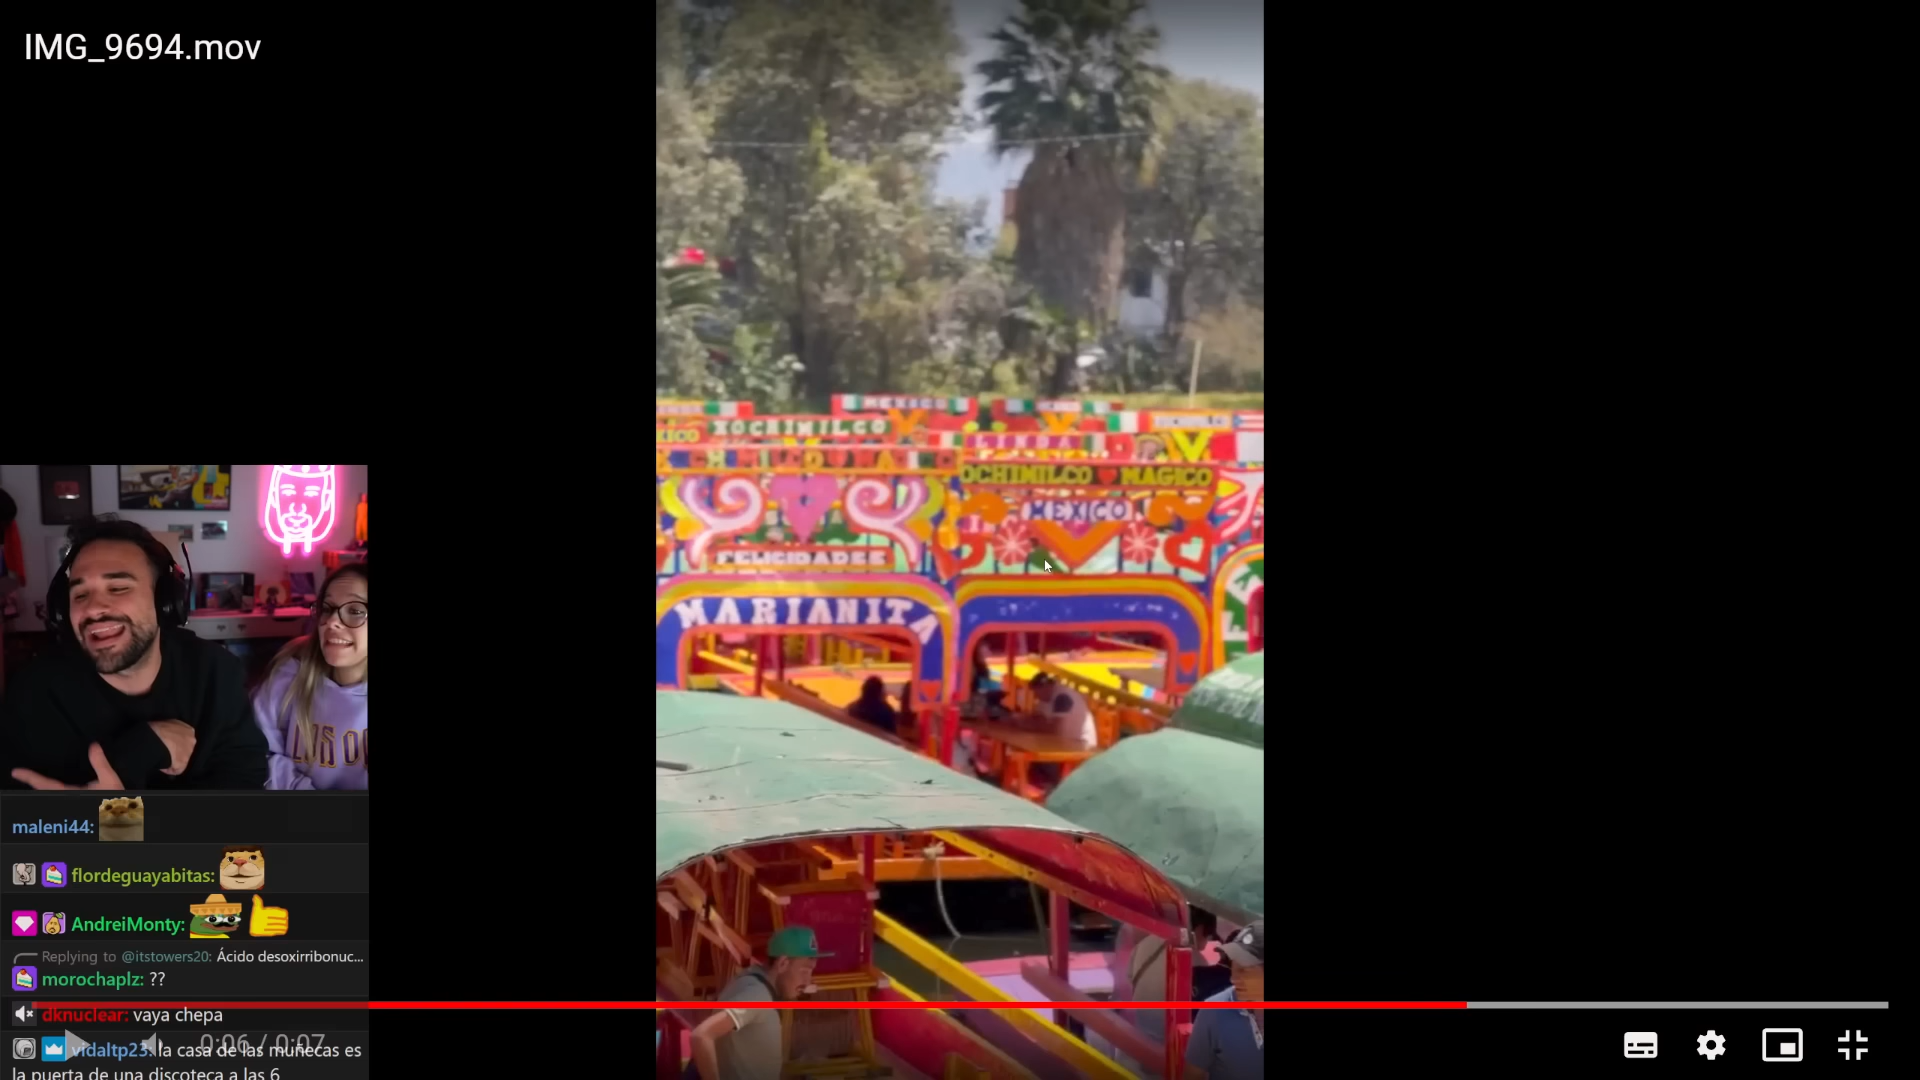 IMG_9694.mov
MEXICO
XOCHIMILCO
LINDA
OCHIMILCO MAGICO
MEXICO
FELICIDADES
MARIANITA
maleni44:
flordeguayabitas:
AndreiMonty:
Replying to @itstowers20: Ácido desoxirribonuc...
morochaplz: ??
dknuclear: vaya chepa
0:06 / 0:07
vidaltp23: la casa de las muñecas es
la puerta de una discoteca a las 6